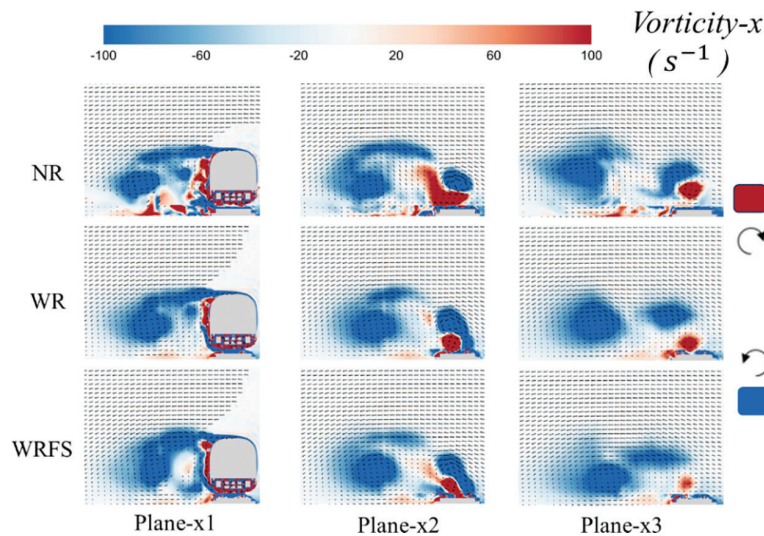 Vorticity-x
(s⁻¹)
-100 -60 -20 20 60 100
NR
WR
WRFS
Plane-x1 Plane-x2 Plane-x3